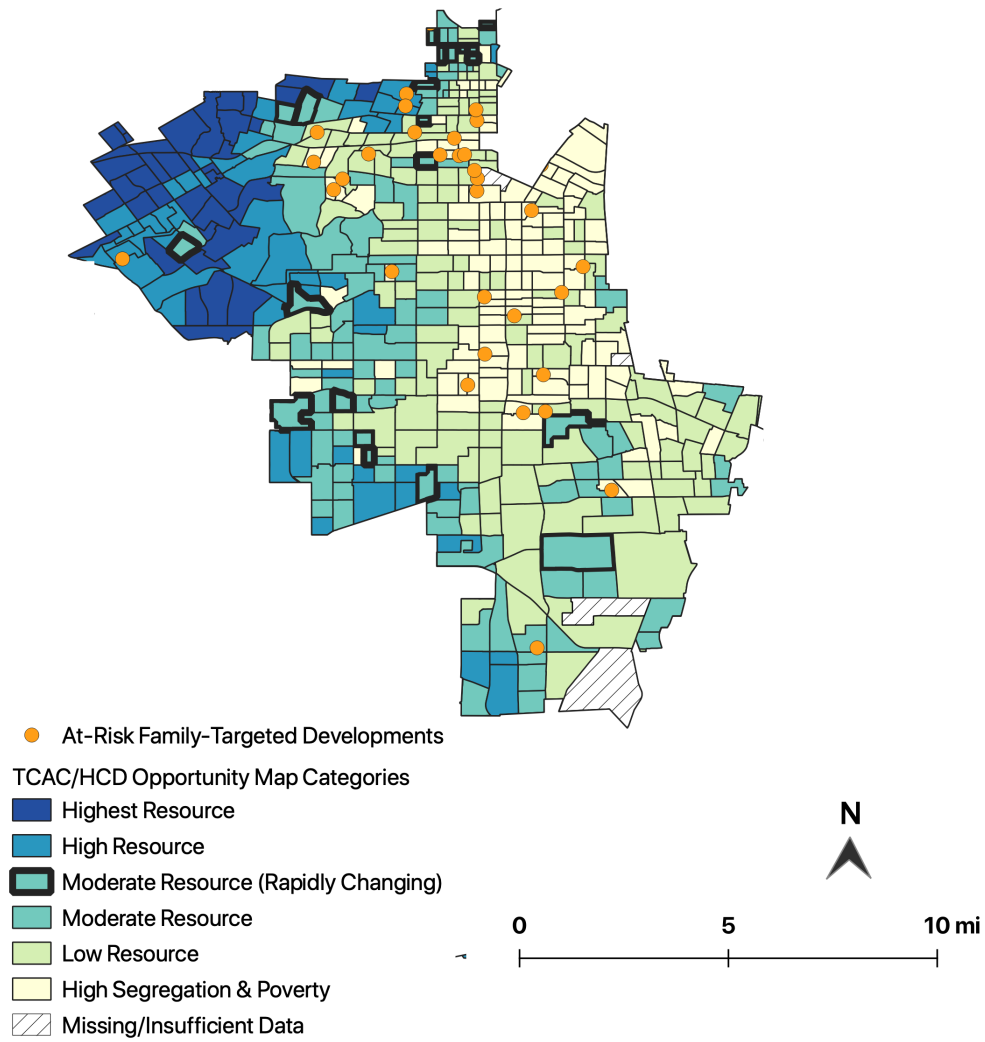 At-Risk Family-Targeted Developments
TCAC/HCD Opportunity Map Categories
Highest Resource
High Resource
Moderate Resource (Rapidly Changing)
Moderate Resource
Low Resource
High Segregation & Poverty
Missing/Insufficient Data
N
0 5 10 mi